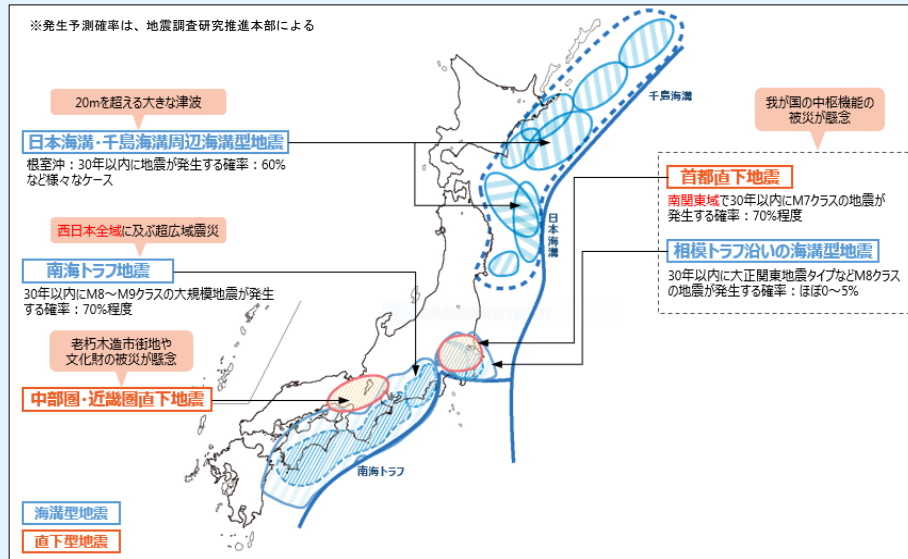 ※発生予測確率は、地震調査研究推進本部による
20mを超える大きな津波
日本海溝・千島海溝周辺海溝型地震
根室沖：30年以内に地震が発生する確率：60%
など様々なケース
西日本全域に及ぶ超広域震災
南海トラフ地震
30年以内にM8～M9クラスの大規模地震が発生
する確率：70%程度
老朽木造市街地や
文化財の被災が懸念
中部圏・近畿圏直下地震
海溝型地震
直下型地震
千島海溝
日本海溝
南海トラフ
我が国の中枢機能の
被災が懸念
首都直下地震
南関東域で30年以内にM7クラスの地震が
発生する確率：70%程度
相模トラフ沿いの海溝型地震
30年以内に大正関東地震タイプなどM8クラス
の地震が発生する確率：ほぼ0～5%